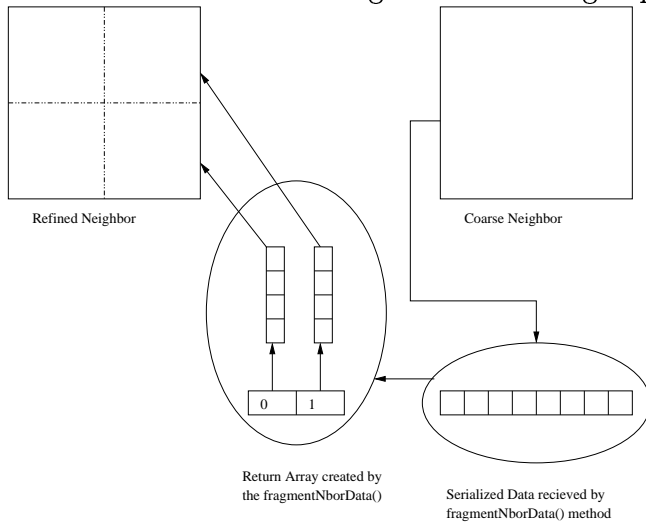 Refined Neighbor
Coarse Neighbor
0 1
Return Array created by
the fragmentNborData()
Serialized Data recieved by
fragmentNborData() method